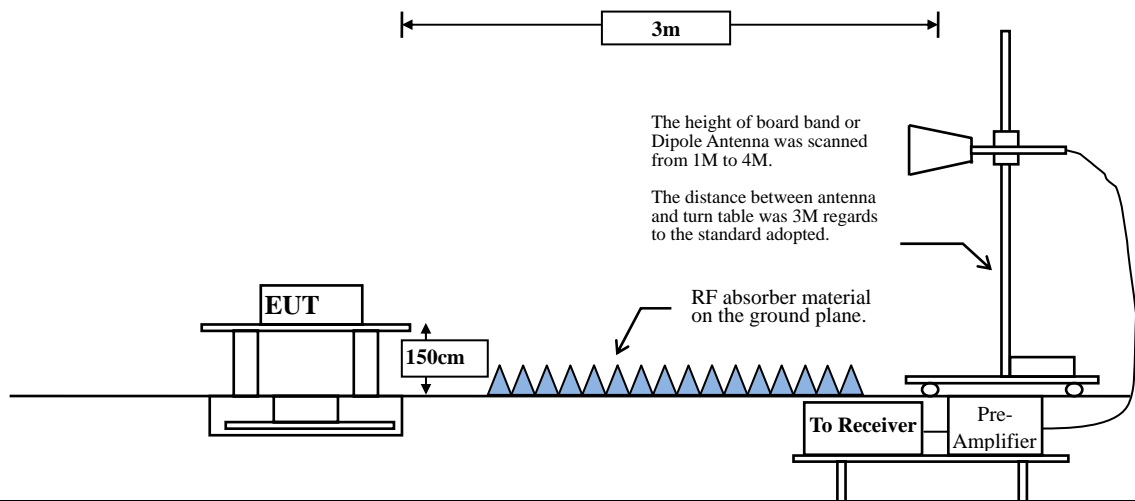 3m
The height of board band or
Dipole Antenna was scanned
from 1M to 4M.
The distance between antenna
and turn table was 3M regards
to the standard adopted.
EUT
RF absorber material
on the ground plane.
150cm
To Receiver
Pre-
Amplifier